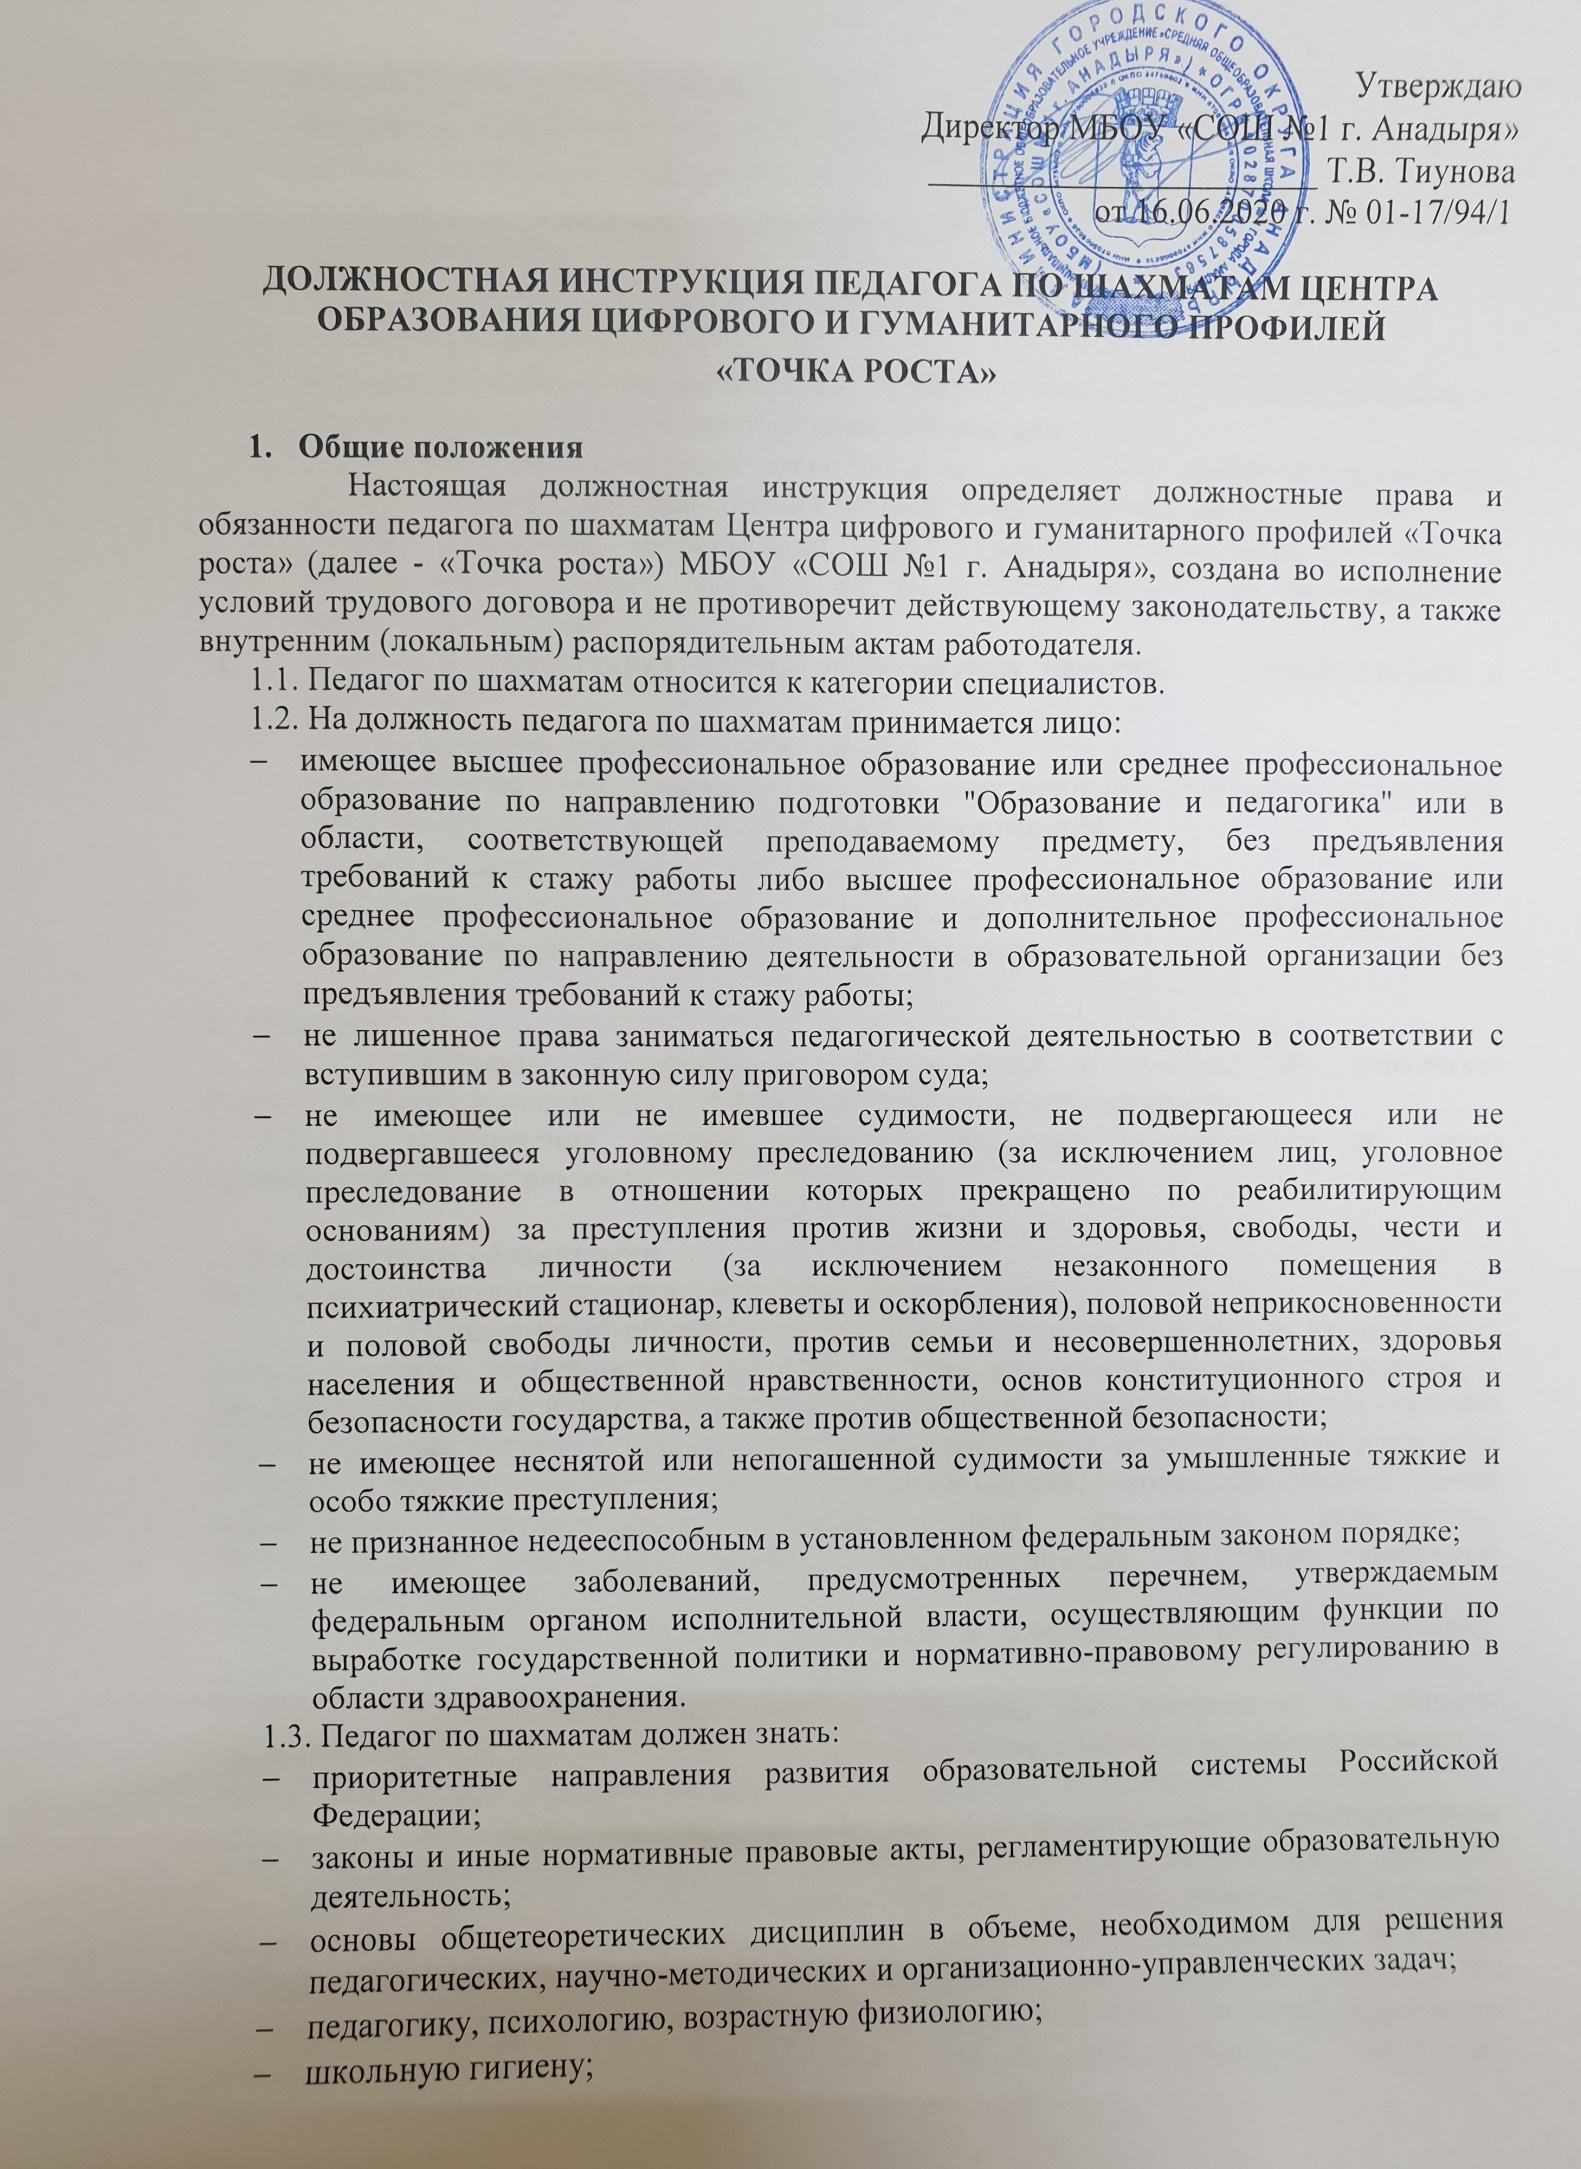 Утверждаю
Директор МБОУ «СОШ №1 г. Анадыря»
Т.В. Тиунова
от 16.06.2020 г. № 01-17/94/1
ДОЛЖНОСТНАЯ ИНСТРУКЦИЯ ПЕДАГОГА ПО ШАХМАТАМ ЦЕНТРА
ОБРАЗОВАНИЯ ЦИФРОВОГО И ГУМАНИТАРНОГО ПРОФИЛЕЙ
«ТОЧКА РОСТА»
1. Общие положения
Настоящая должностная инструкция определяет должностные права и
обязанности педагога по шахматам Центра цифрового и гуманитарного профилей «Точка
роста» (далее - «Точка роста») МБОУ «СОШ №1 г. Анадыря», создана во исполнение
условий трудового договора и не противоречит действующему законодательству, а также
внутренним (локальным) распорядительным актам работодателя.
1.1. Педагог по шахматам относится к категории специалистов.
1.2. На должность педагога по шахматам принимается лицо:
– имеющее высшее профессиональное образование или среднее профессиональное
образование по направлению подготовки "Образование и педагогика" или в
области, соответствующей преподаваемому предмету, без предъявления
требований к стажу работы либо высшее профессиональное образование или
среднее профессиональное образование и дополнительное профессиональное
образование по направлению деятельности в образовательной организации без
предъявления требований к стажу работы;
– не лишенное права заниматься педагогической деятельностью в соответствии с
вступившим в законную силу приговором суда;
– не имеющее или не имевшее судимости, не подвергающееся или не
подвергавшееся уголовному преследованию (за исключением лиц, уголовное
преследование в отношении которых прекращено по реабилитирующим
основаниям) за преступления против жизни и здоровья, свободы, чести и
достоинства личности (за исключением незаконного помещения в
психиатрический стационар, клеветы и оскорбления), половой неприкосновенности
и половой свободы личности, против семьи и несовершеннолетних, здоровья
населения и общественной нравственности, основ конституционного строя и
безопасности государства, а также против общественной безопасности;
– не имеющее неснятой или непогашенной судимости за умышленные тяжкие и
особо тяжкие преступления;
– не признанное недееспособным в установленном федеральным законом порядке;
– не имеющее заболеваний, предусмотренных перечнем, утверждаемым
федеральным органом исполнительной власти, осуществляющим функции по
выработке государственной политики и нормативно-правовому регулированию в
области здравоохранения.
1.3. Педагог по шахматам должен знать:
– приоритетные направления развития образовательной системы Российской
Федерации;
– законы и иные нормативные правовые акты, регламентирующие образовательную
деятельность;
– основы общетеоретических дисциплин в объеме, необходимом для решения
педагогических, научно-методических и организационно-управленческих задач;
– педагогику, психологию, возрастную физиологию;
– школьную гигиену;